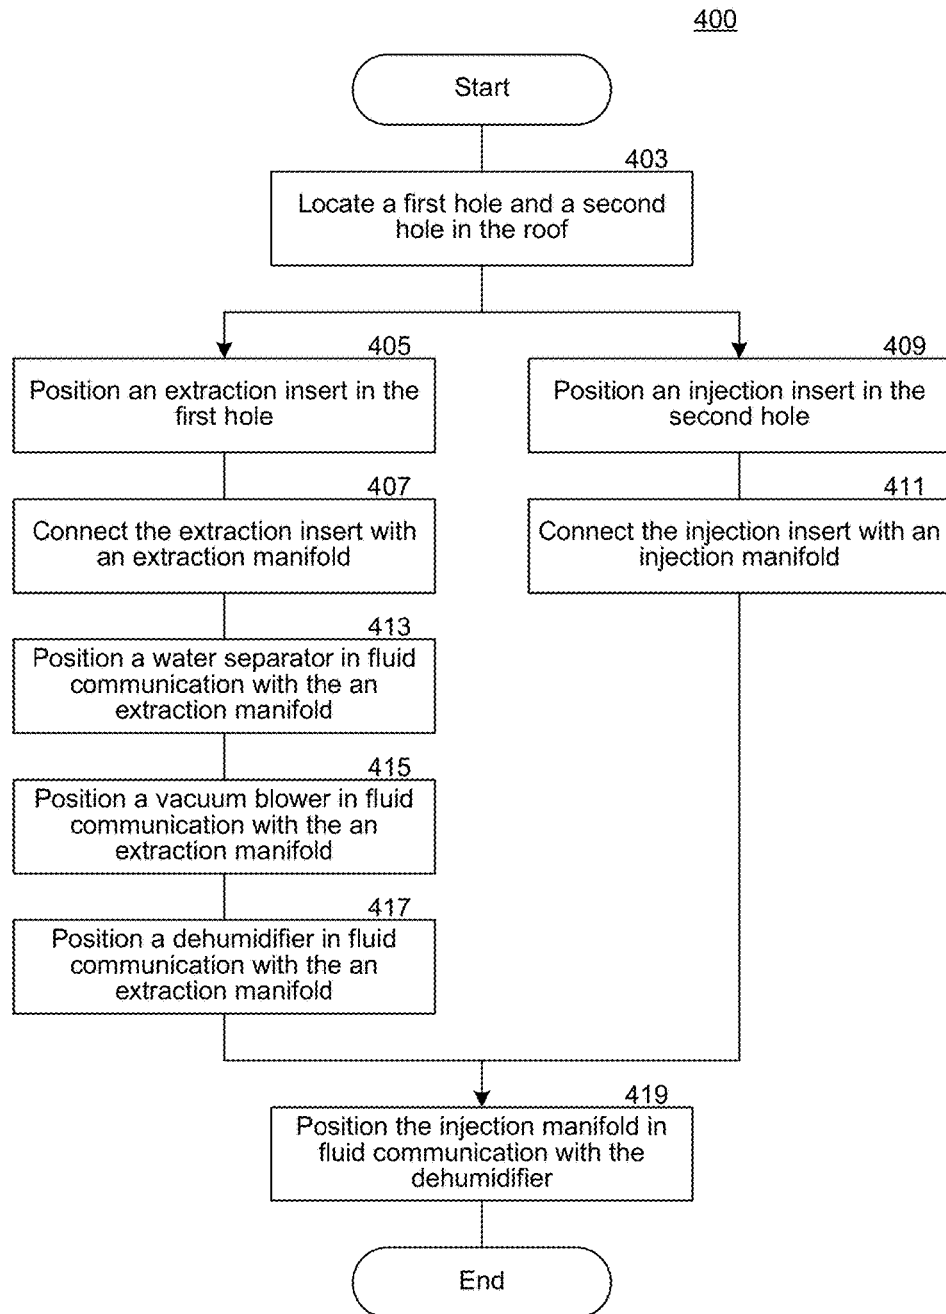 400
Start
403
Locate a first hole and a second
hole in the roof
405
Position an extraction insert in the
first hole
409
Position an injection insert in the
second hole
407
Connect the extraction insert with
an extraction manifold
411
Connect the injection insert with an
injection manifold
413
Position a water separator in fluid
communication with the an
extraction manifold
415
Position a vacuum blower in fluid
communication with the an
extraction manifold
417
Position a dehumidifier in fluid
communication with the an
extraction manifold
419
Position the injection manifold in
fluid communication with the
dehumidifier
End